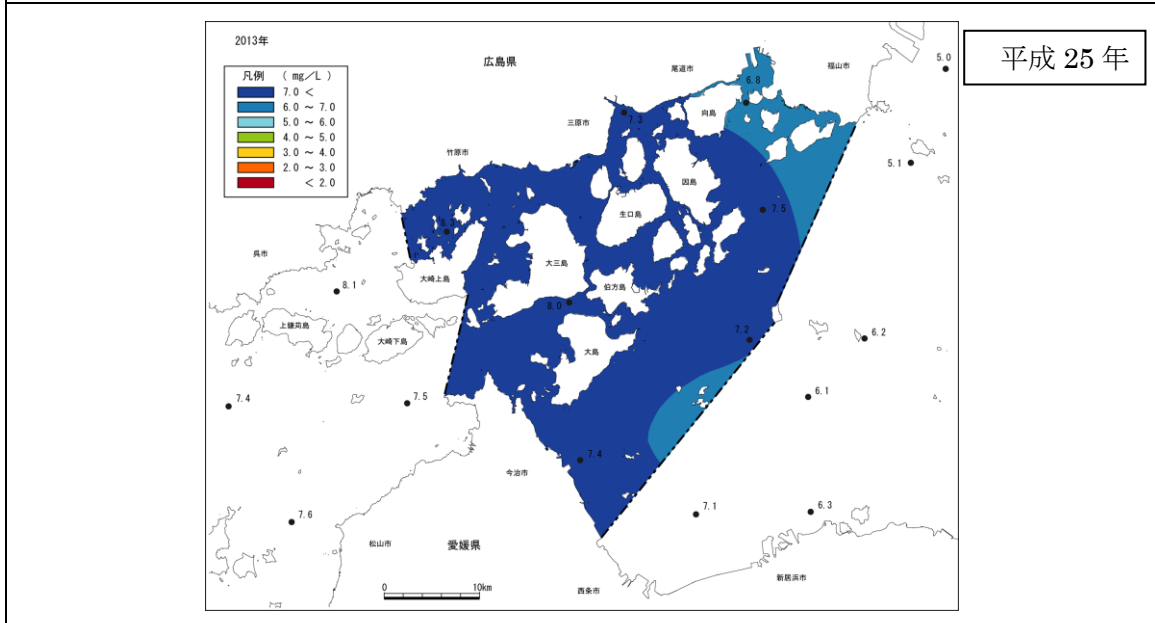 2013年
平成 25 年
凡例 ( mg/L )
7.0 <
6.0 ~ 7.0
5.0 ~ 6.0
4.0 ~ 5.0
3.0 ~ 4.0
2.0 ~ 3.0
< 2.0
広島県
尾道市
福山市
5.0
6.8
向島
7.3
三原市
竹原市
5.1
因島
7.5
生口島
呉市
大三島
大崎上島
伯方島
8.1
8.0
上鎌苅島
大崎下島
大島
7.2
6.2
7.4
7.5
6.1
7.4
今治市
7.6
7.1
6.3
松山市
愛媛県
新居浜市
西条市
0
10km